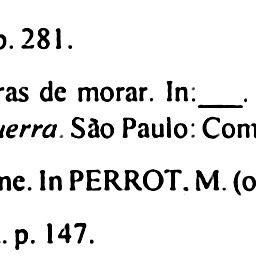 p. 281.
ras de morar. In:___.
uerra. São Paulo: Com
ne. In PERROT. M. (o
. p. 147.